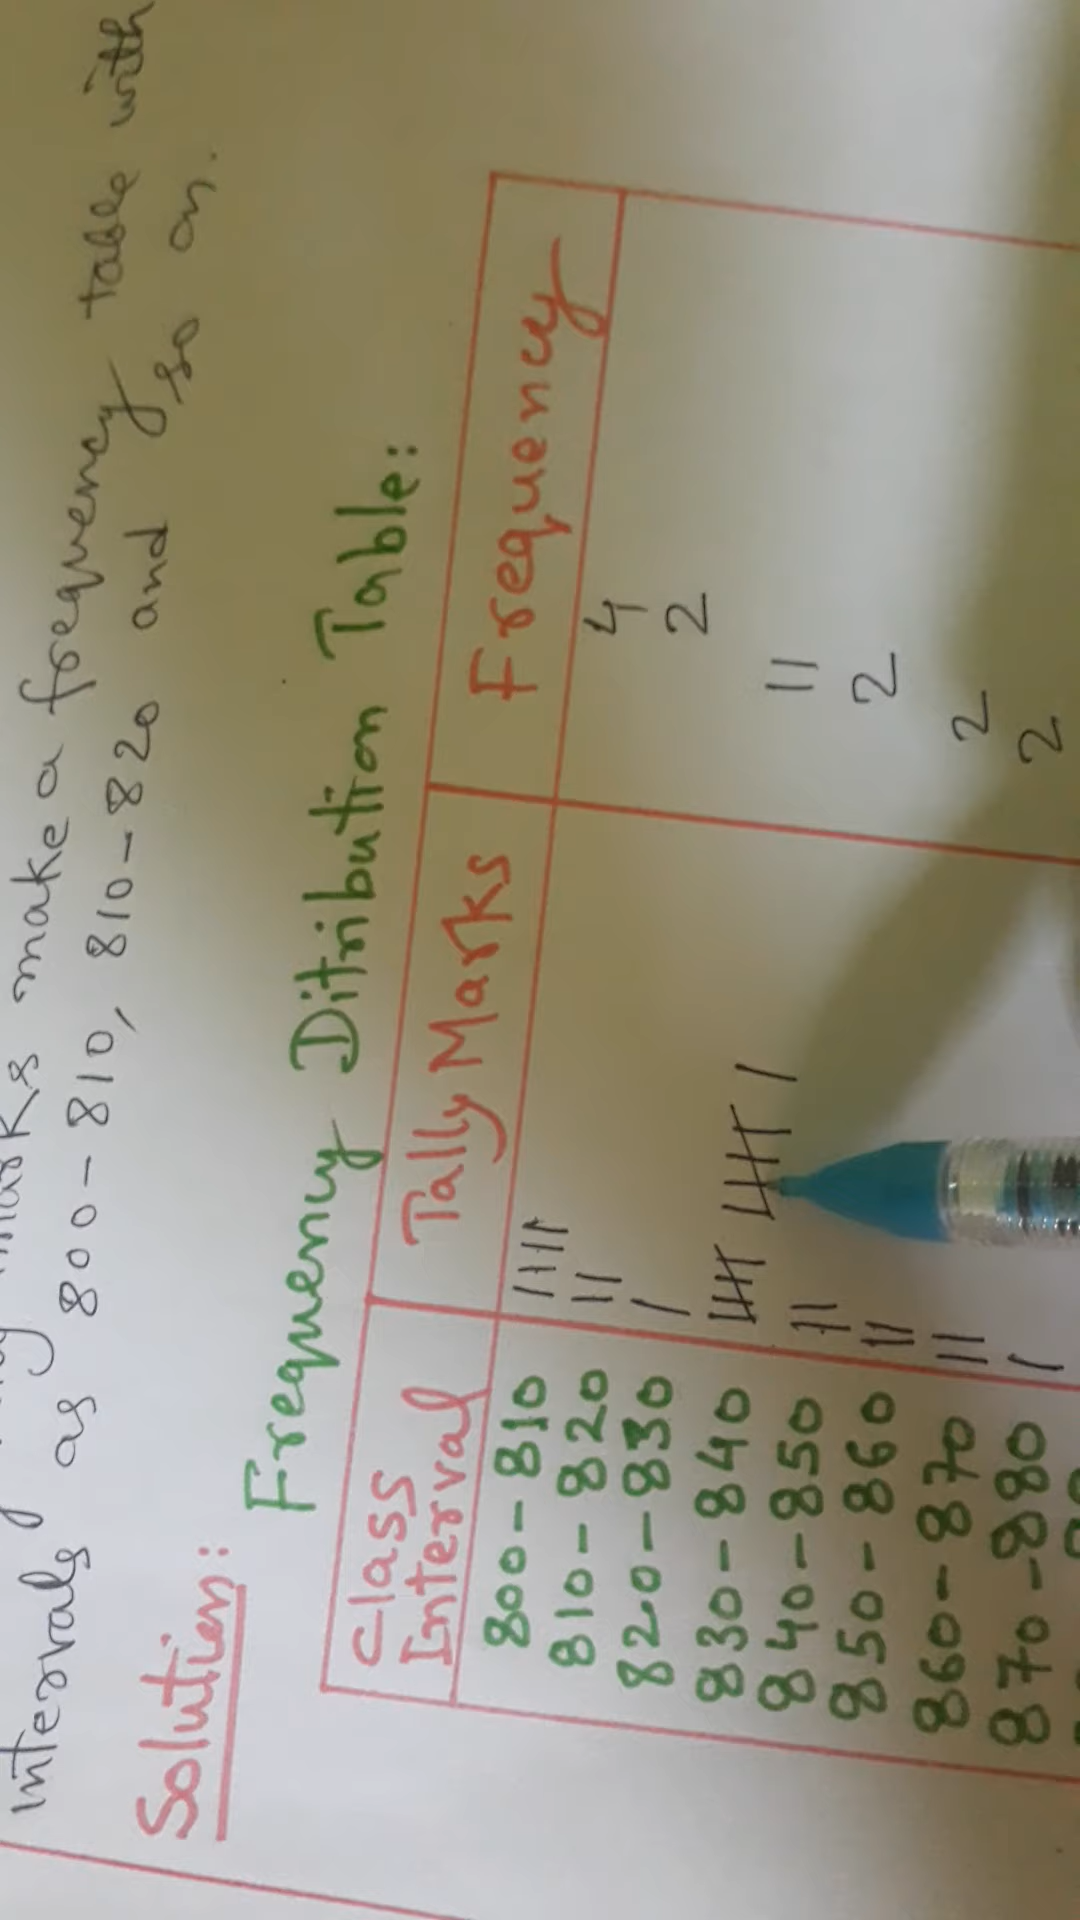 make a frequency table with
intervals as 800-810, 810-820 and so on.
Solution:
Frequency Ditribution Table:
Class Interval Tally Marks Frequency
800-810 |||| 4
810-820 || 2
820-830 |
830-840 𝍸 𝍸 | 11
840-850 || 2
850-860 || 2
860-870 || 2
870-880 |